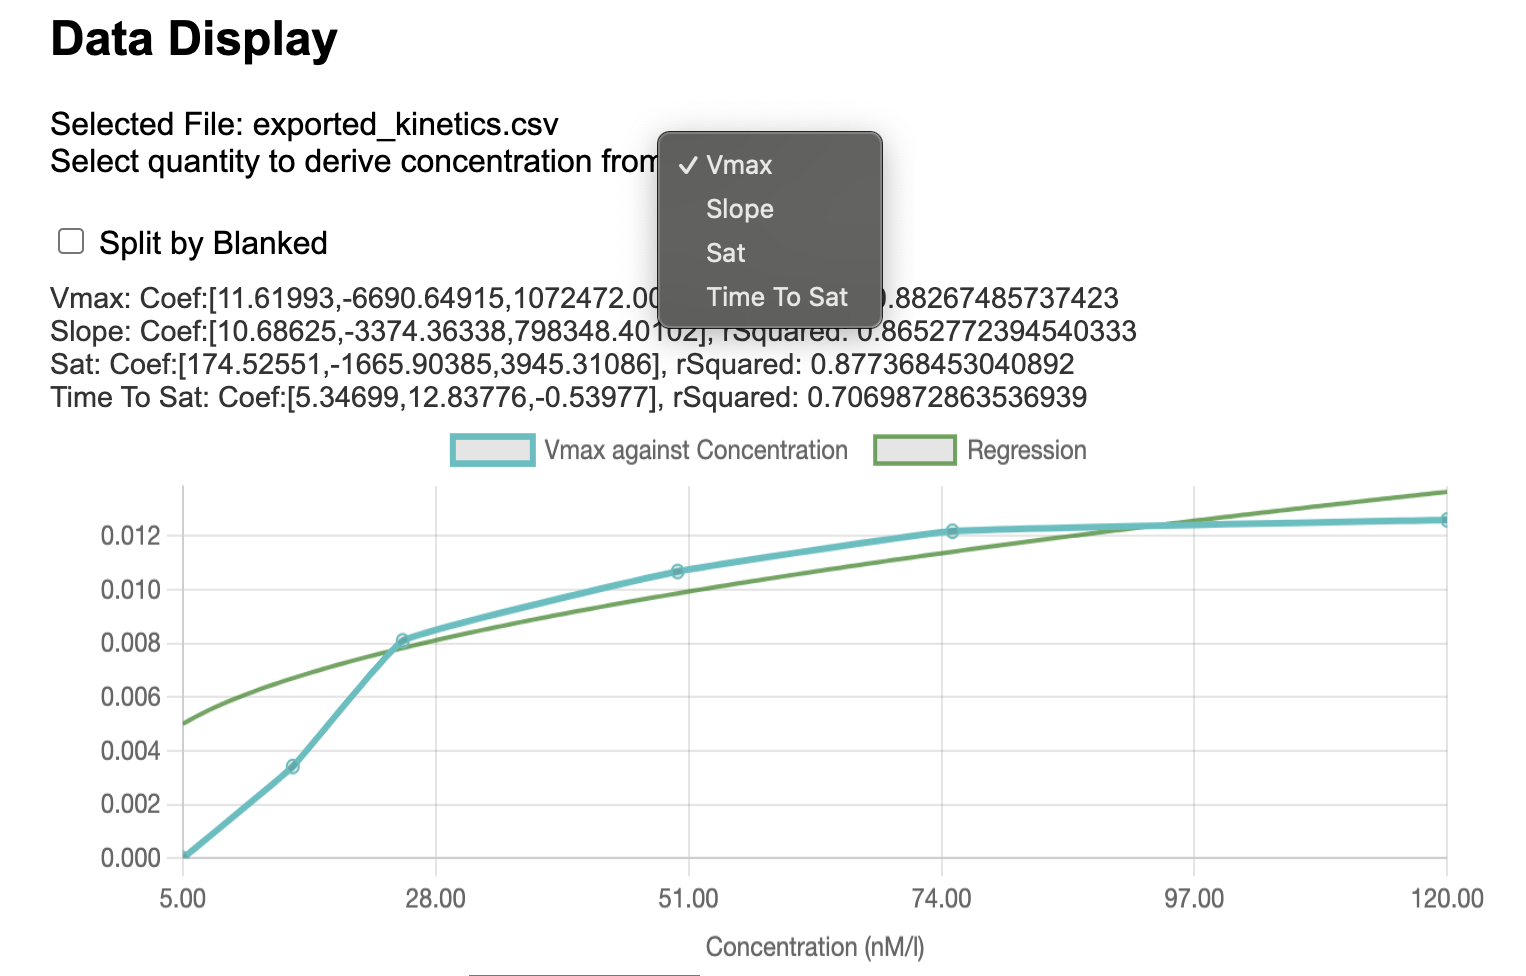 Data Display
Selected File: exported_kinetics.csv
Select quantity to derive concentration from
✓ Vmax
Slope
Sat
Time To Sat
Split by Blanked
Vmax: Coef:[11.61993,-6690.64915,1072472.00 .88267485737423
Slope: Coef:[10.68625,-3374.36338,798348.40102], rSquared: 0.8652772394540333
Sat: Coef:[174.52551,-1665.90385,3945.31086], rSquared: 0.877368453040892
Time To Sat: Coef:[5.34699,12.83776,-0.53977], rSquared: 0.7069872863536939
Vmax against Concentration Regression
0.012
0.010
0.008
0.006
0.004
0.002
0.000
5.00 28.00 51.00 74.00 97.00 120.00
Concentration (nM/l)